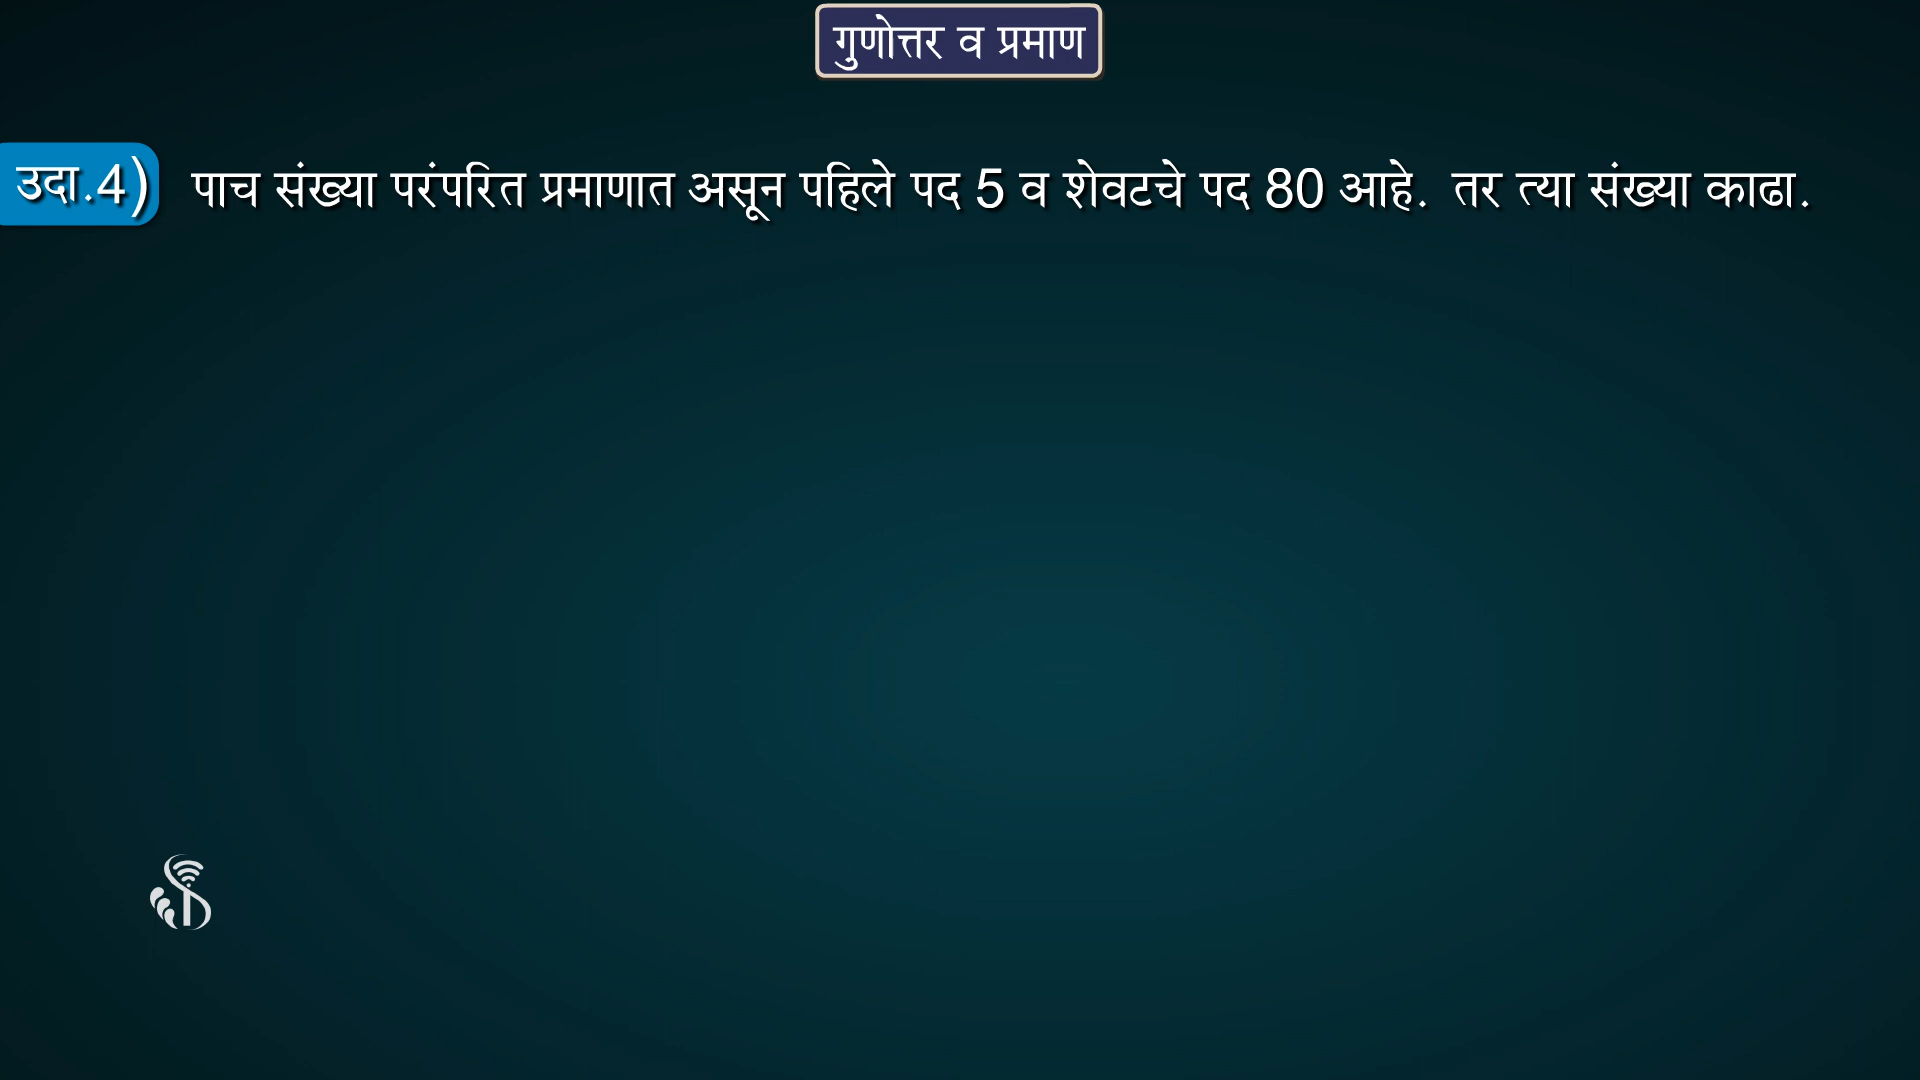 गुणोत्तर व प्रमाण
उदा.4) पाच संख्या परंपरित प्रमाणात असून पहिले पद 5 व शेवटचे पद 80 आहे. तर त्या संख्या काढा.